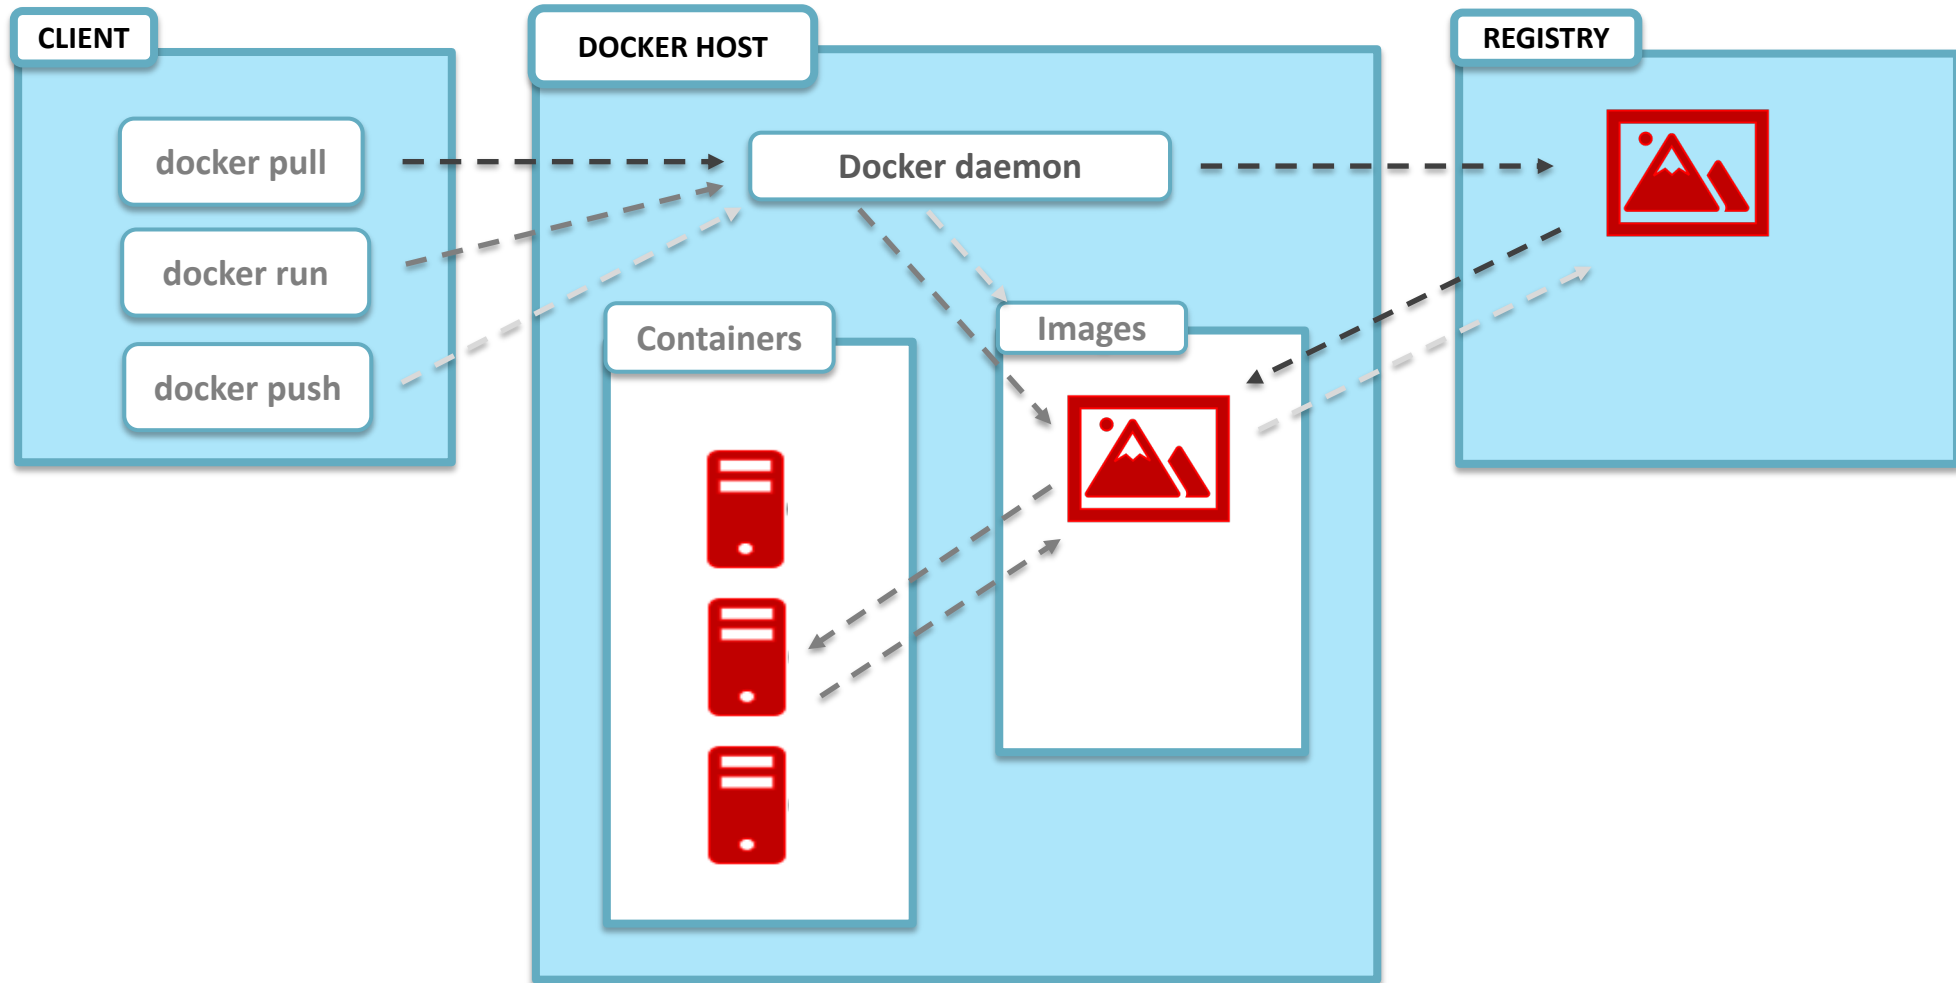 CLIENT
DOCKER HOST
REGISTRY
docker pull
Docker daemon
docker run
docker push
Containers
Images